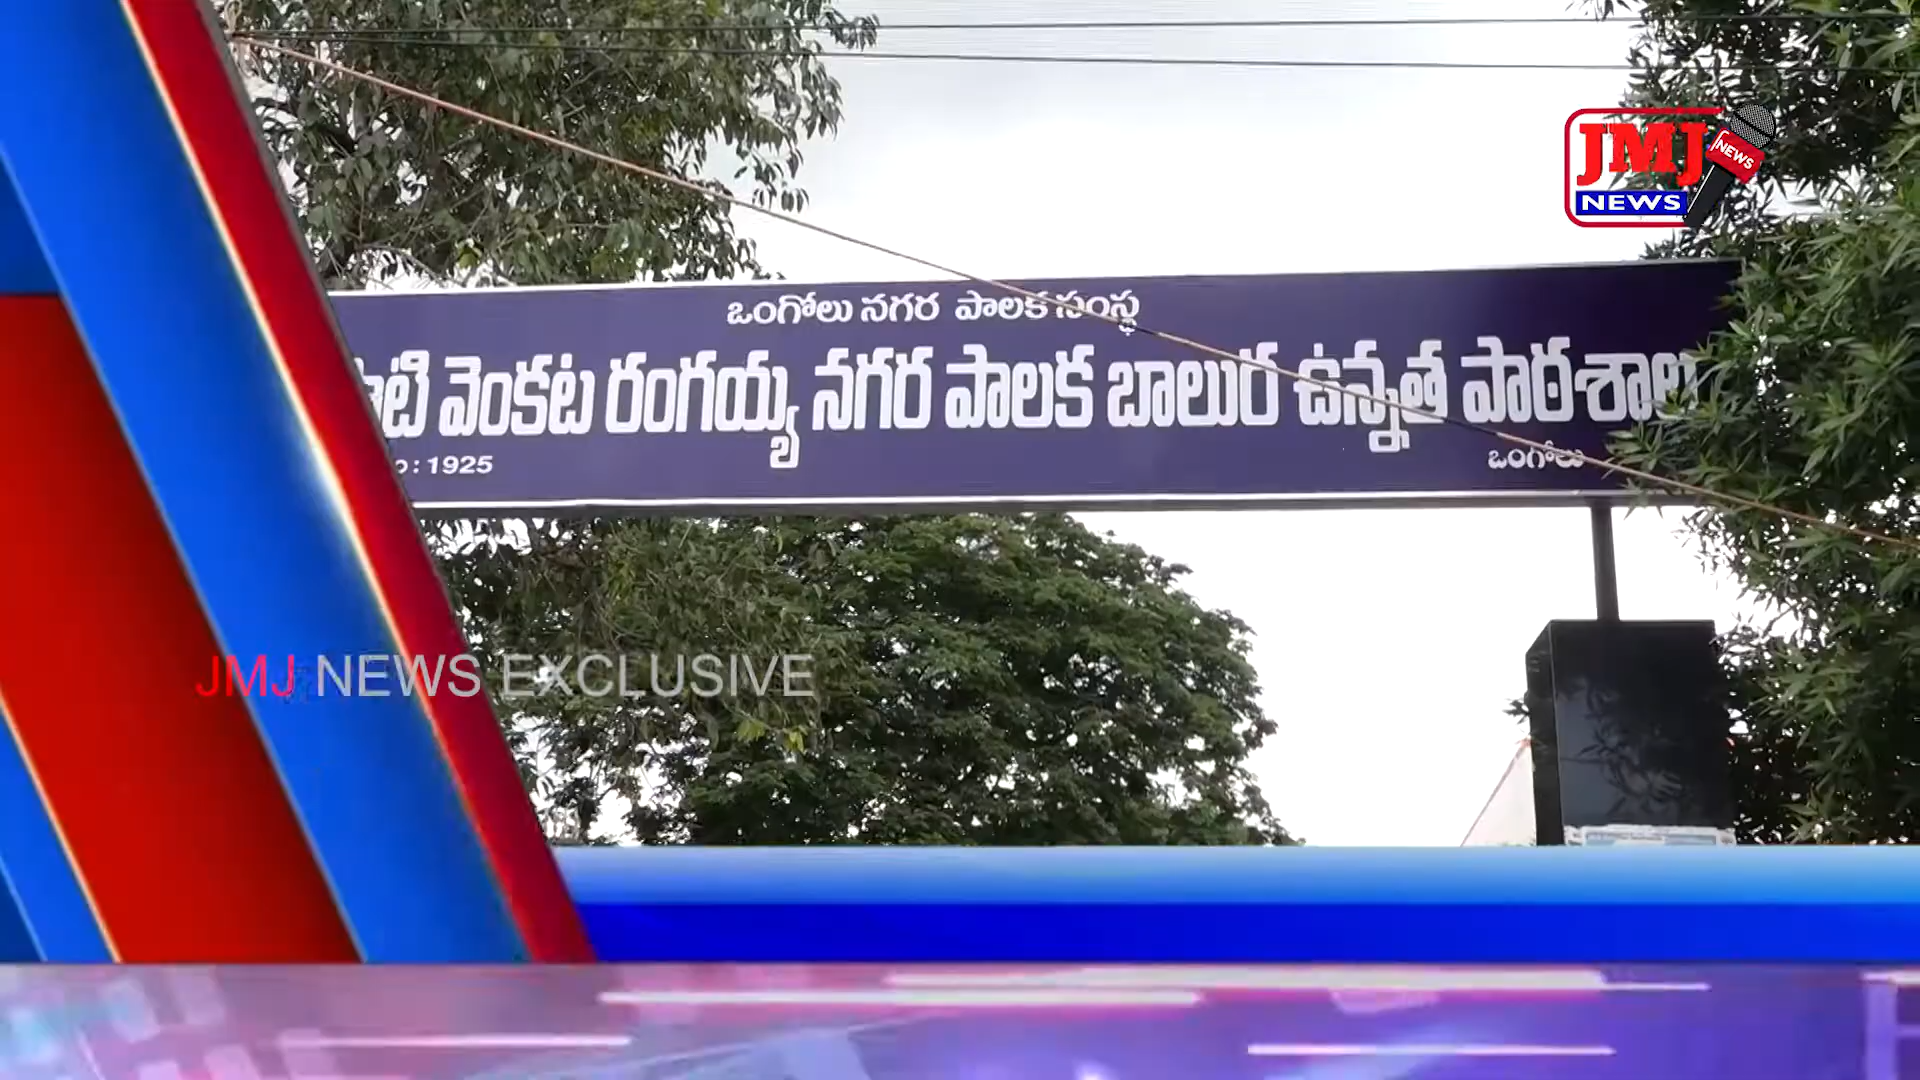 JMJ
NEWS
NEWS
ఒంగోలు నగర పాలక సంస్థ
వెంకట రంగయ్య నగర పాలక బాలుర ఉన్నత పాఠశాల
: 1925
ఒంగోలు
JMJ NEWS EXCLUSIVE